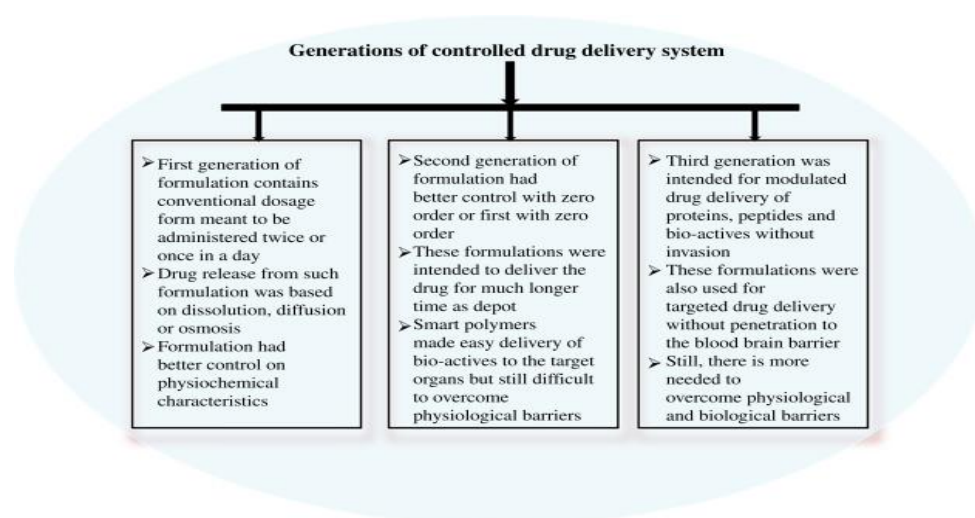 Generations of controlled drug delivery system
➢ First generation of
formulation contains
conventional dosage
form meant to be
administered twice or
once in a day
➢ Drug release from such
formulation was based
on dissolution, diffusion
or osmosis
➢ Formulation had
better control on
physiochemical
characteristics
➢ Second generation of
formulation had
better control with zero
order or first with zero
order
➢ These formulations were
intended to deliver the
drug for much longer
time as depot
➢ Smart polymers
made easy delivery of
bio-actives to the target
organs but still difficult
to overcome
physiological barriers
➢ Third generation was
intended for modulated
drug delivery of
proteins, peptides and
bio-actives without
invasion
➢ These formulations were
also used for
targeted drug delivery
without penetration to
the blood brain barrier
➢ Still, there is more
needed to
overcome physiological
and biological barriers